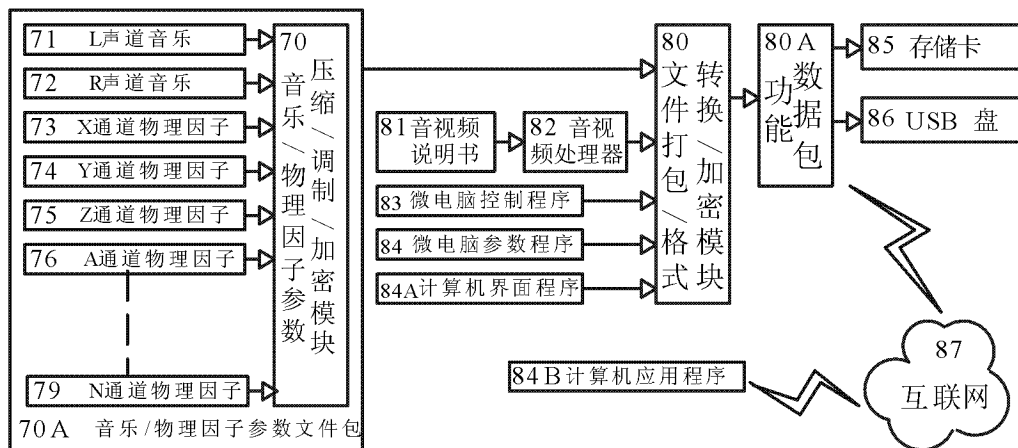 71 L声道音乐
72 R声道音乐
73 X通道物理因子
74 Y通道物理因子
75 Z通道物理因子
76 A通道物理因子
79 N通道物理因子
70 音乐/物理因子参数
压缩/调制/加密模块
70A 音乐/物理因子参数文件包
81 音视频
说明书
82 音视
频处理器
83 微电脑控制程序
84 微电脑参数程序
84A计算机界面程序
80 文件打包/格式
转换/加密模块
80A 功能
数据包
85 存储卡
86 USB 盘
84B计算机应用程序
87
互联网